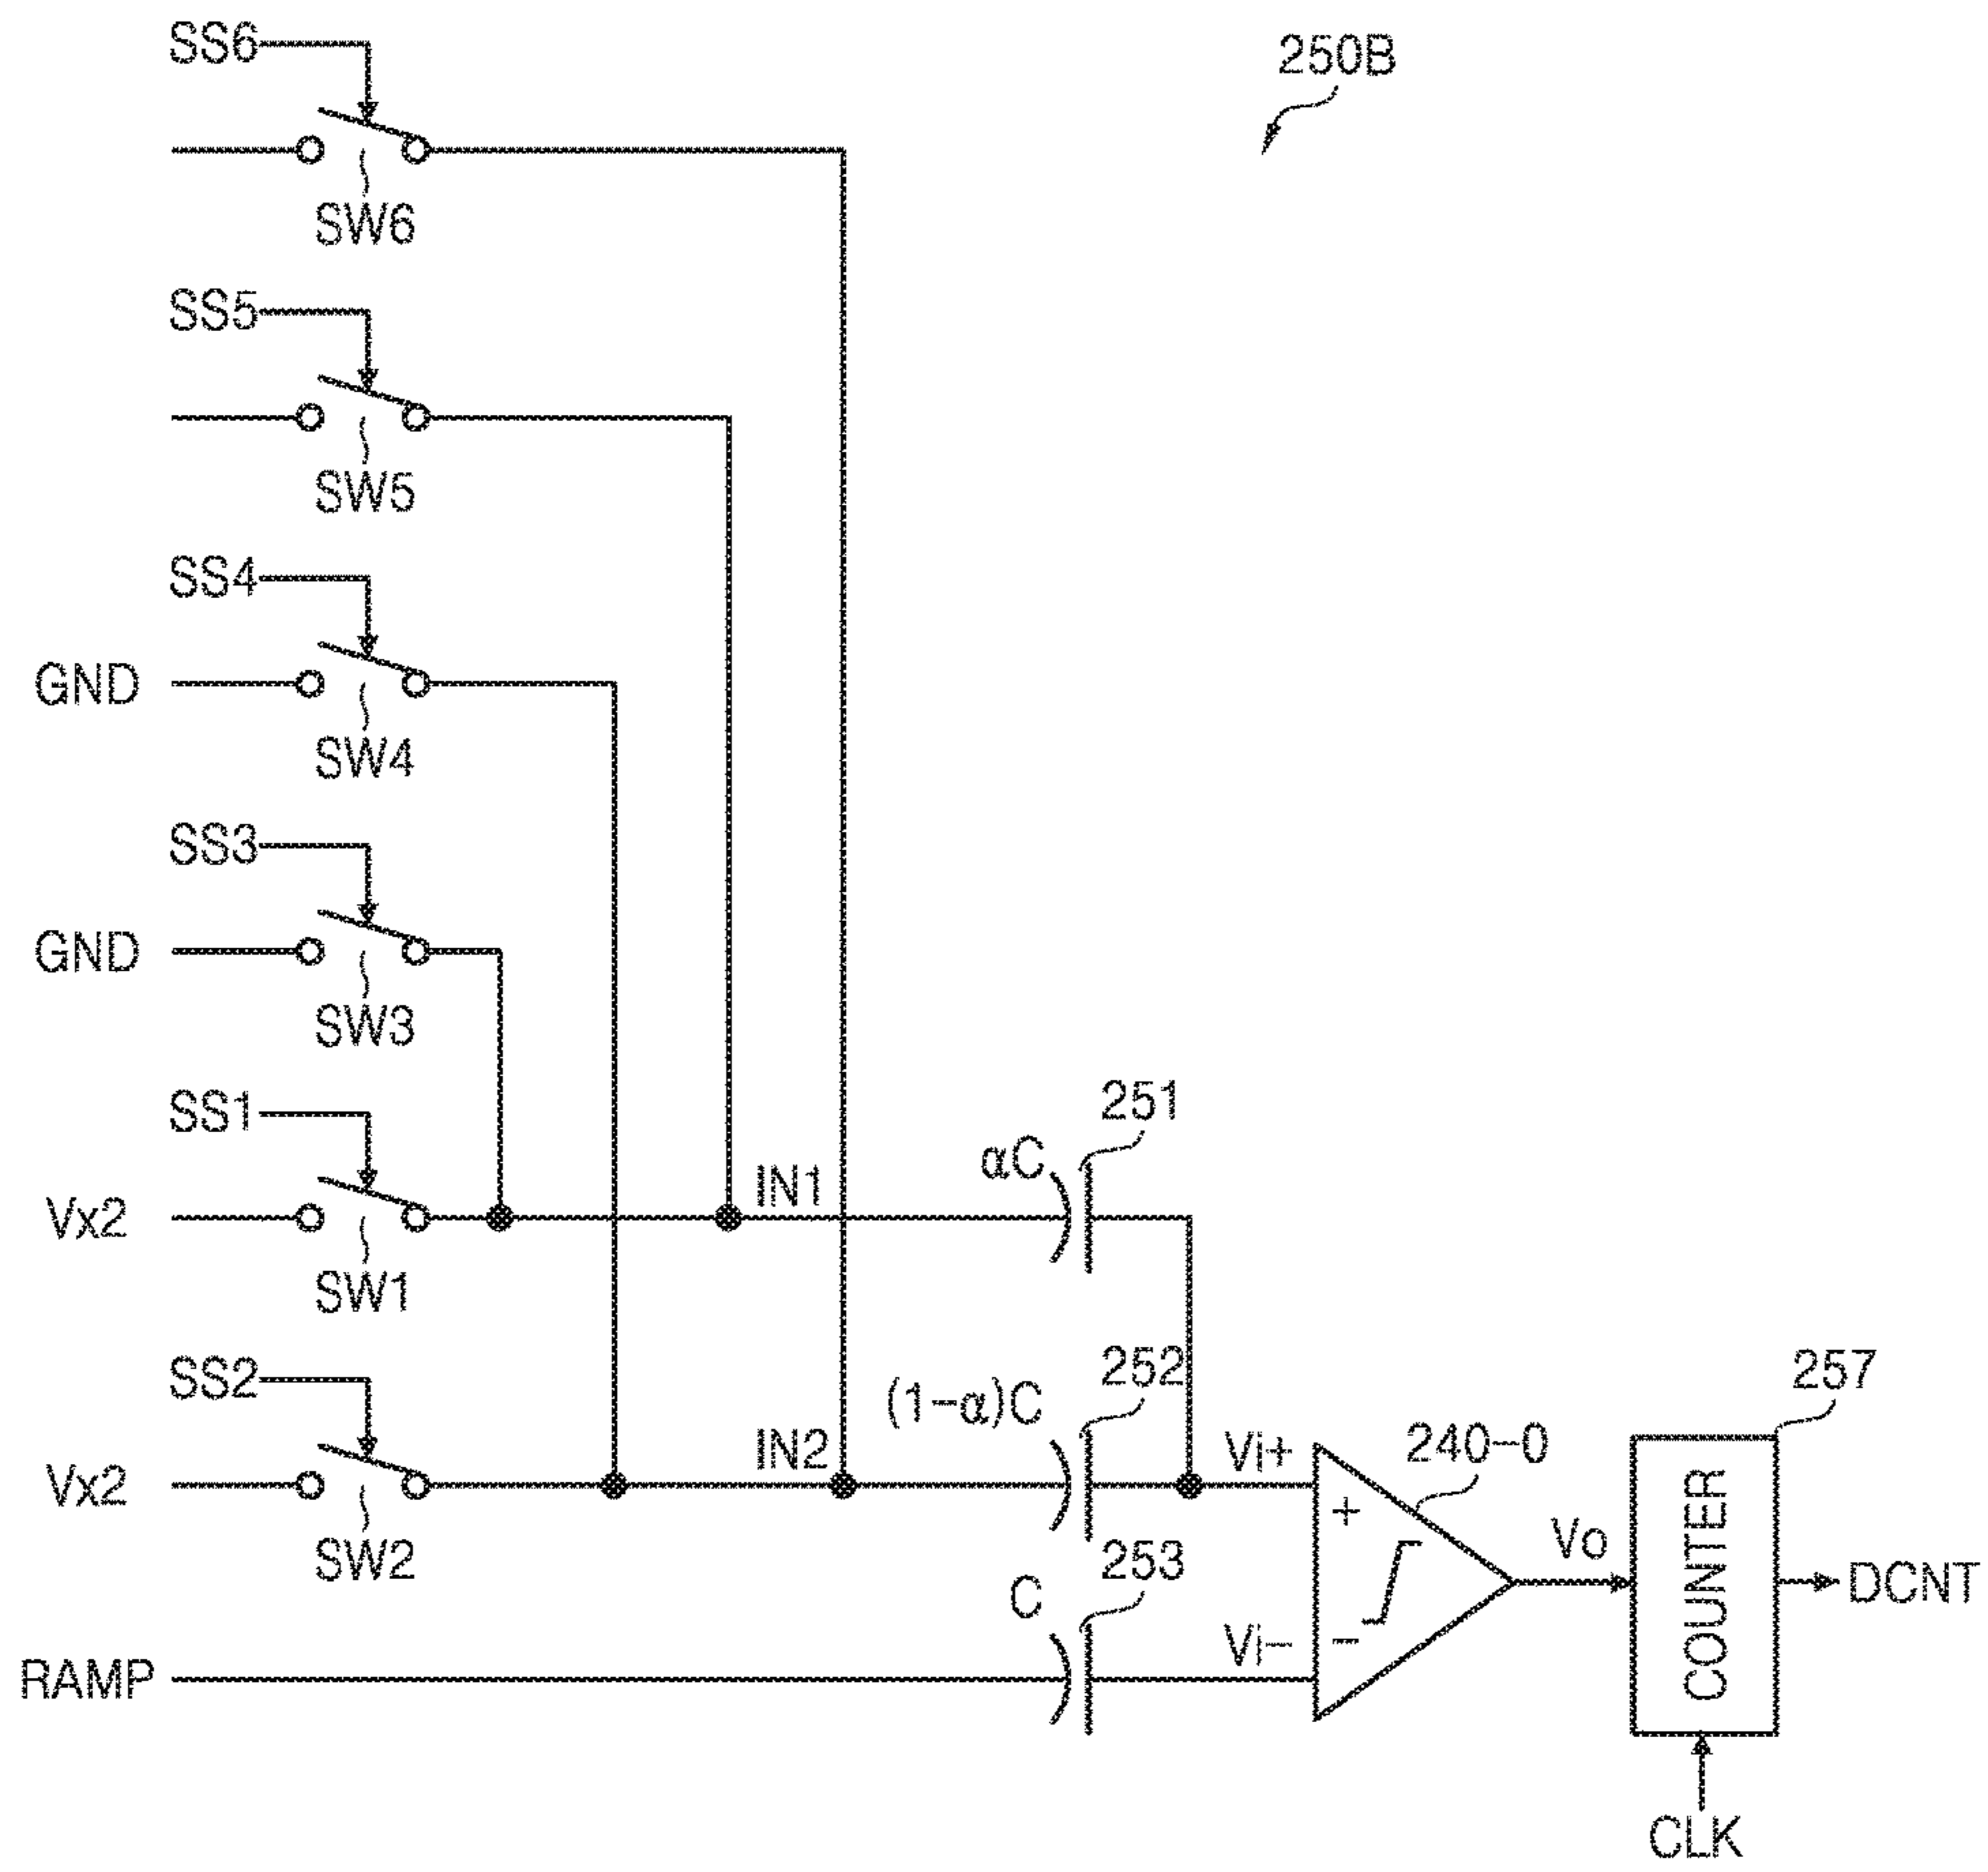 SS6
250B
SW6
SS5
SW5
SS4
GND
SW4
SS3
GND
SW3
SS1
251
αC
IN1
Vx2
SW1
SS2
252
257
(1-α)C
IN2
Vi+
240-0
Vx2
+
SW2
253
Vo
COUNTER
DCNT
C
Vi-
-
RAMP
CLK